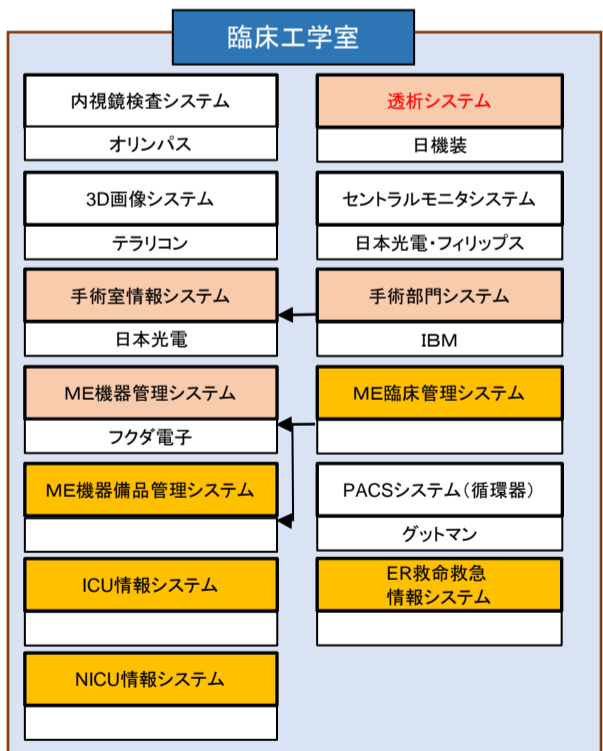 臨床工学室
内視鏡検査システム
オリンパス
透析システム
日機装
3D画像システム
テラリコン
セントラルモニタシステム
日本光電・フィリップス
手術室情報システム
日本光電
手術部門システム
IBM
ME機器管理システム
フクダ電子
ME臨床管理システム
ME機器備品管理システム
PACSシステム(循環器)
グットマン
ICU情報システム
ER救命救急
情報システム
NICU情報システム